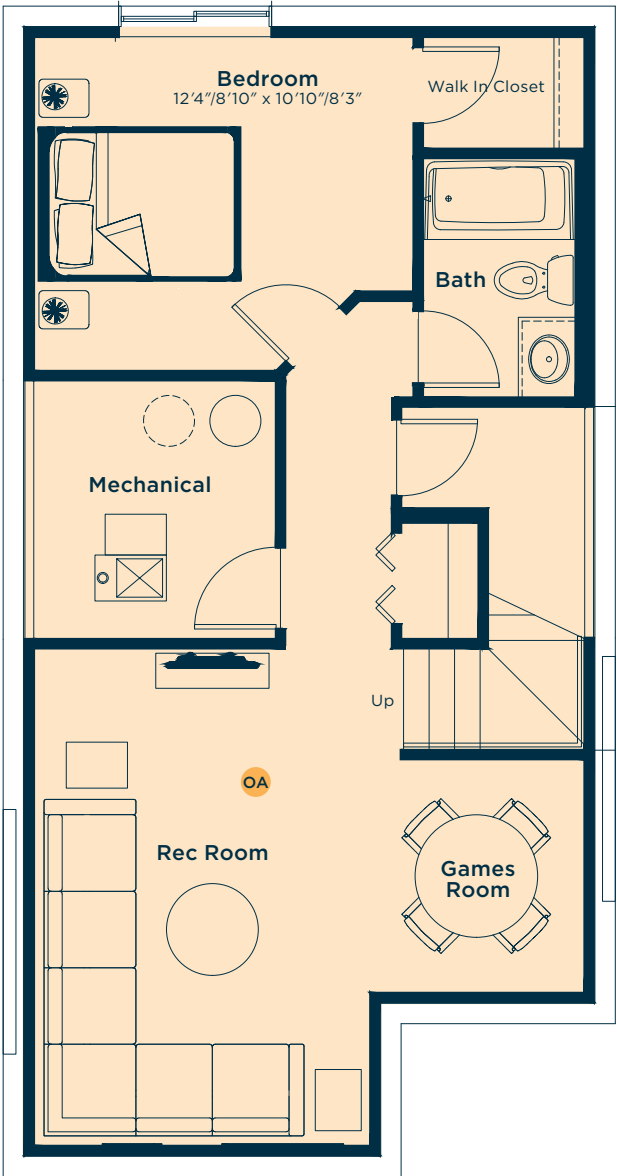 Bedroom
12'4"/8'10" x 10'10"/8'3"
Walk In Closet
Bath
Mechanical
Up
OA
Rec Room
Games
Room